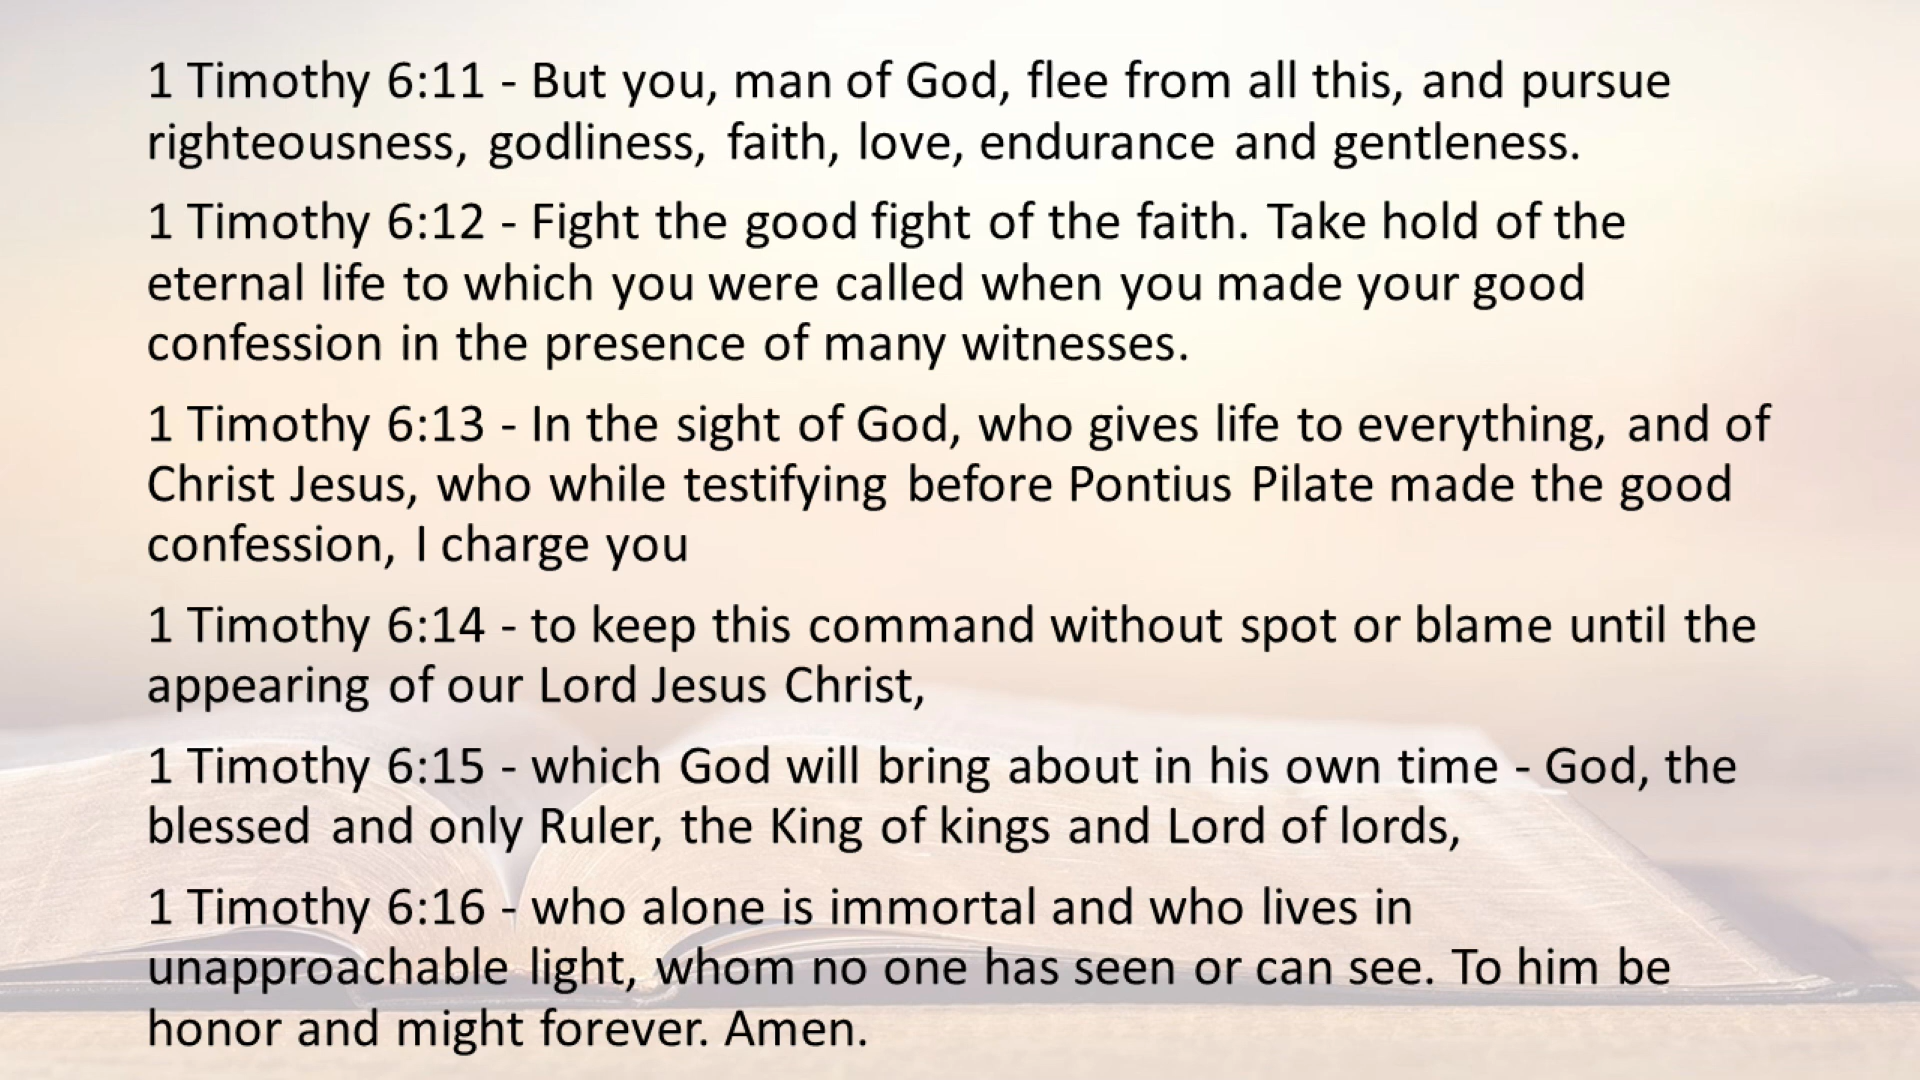 1 Timothy 6:11 - But you, man of God, flee from all this, and pursue
righteousness, godliness, faith, love, endurance and gentleness.
1 Timothy 6:12 - Fight the good fight of the faith. Take hold of the
eternal life to which you were called when you made your good
confession in the presence of many witnesses.
1 Timothy 6:13 - In the sight of God, who gives life to everything, and of
Christ Jesus, who while testifying before Pontius Pilate made the good
confession, I charge you
1 Timothy 6:14 - to keep this command without spot or blame until the
appearing of our Lord Jesus Christ,
1 Timothy 6:15 - which God will bring about in his own time - God, the
blessed and only Ruler, the King of kings and Lord of lords,
1 Timothy 6:16 - who alone is immortal and who lives in
unapproachable light, whom no one has seen or can see. To him be
honor and might forever. Amen.